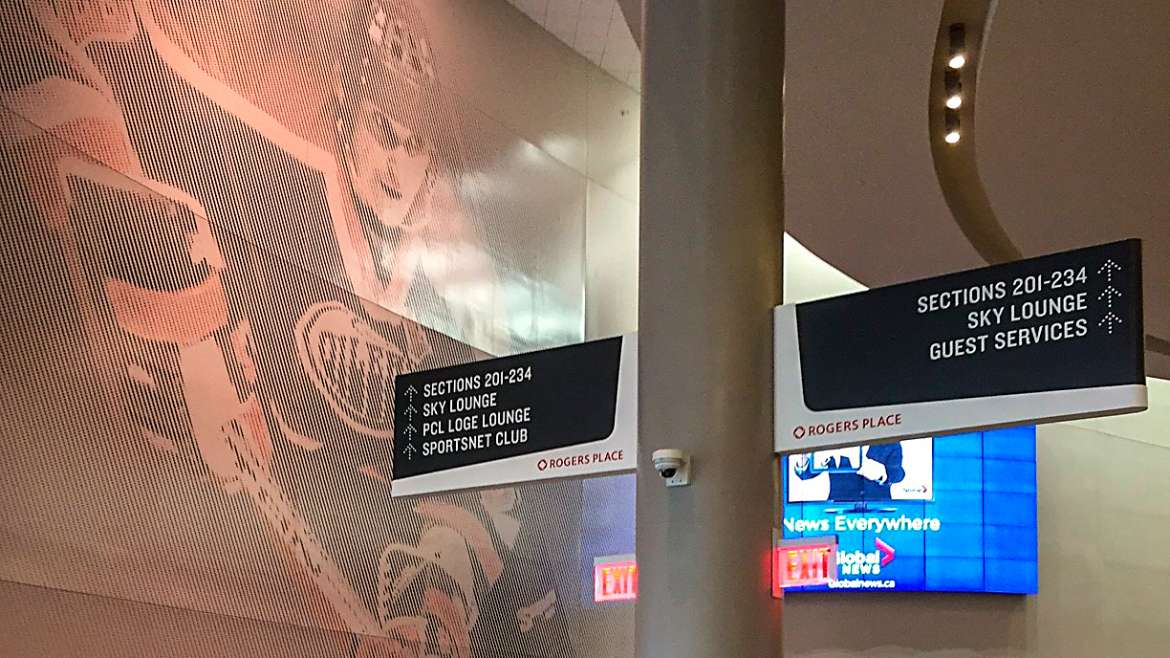 SECTIONS 201-234
SKY LOUNGE
PCL LOGE LOUNGE
SPORTSNET CLUB
ROGERS PLACE
SECTIONS 201-234
SKY LOUNGE
GUEST SERVICES
ROGERS PLACE
News Everywhere
Global
NEWS
Globalnews.ca
EXIT
EXIT